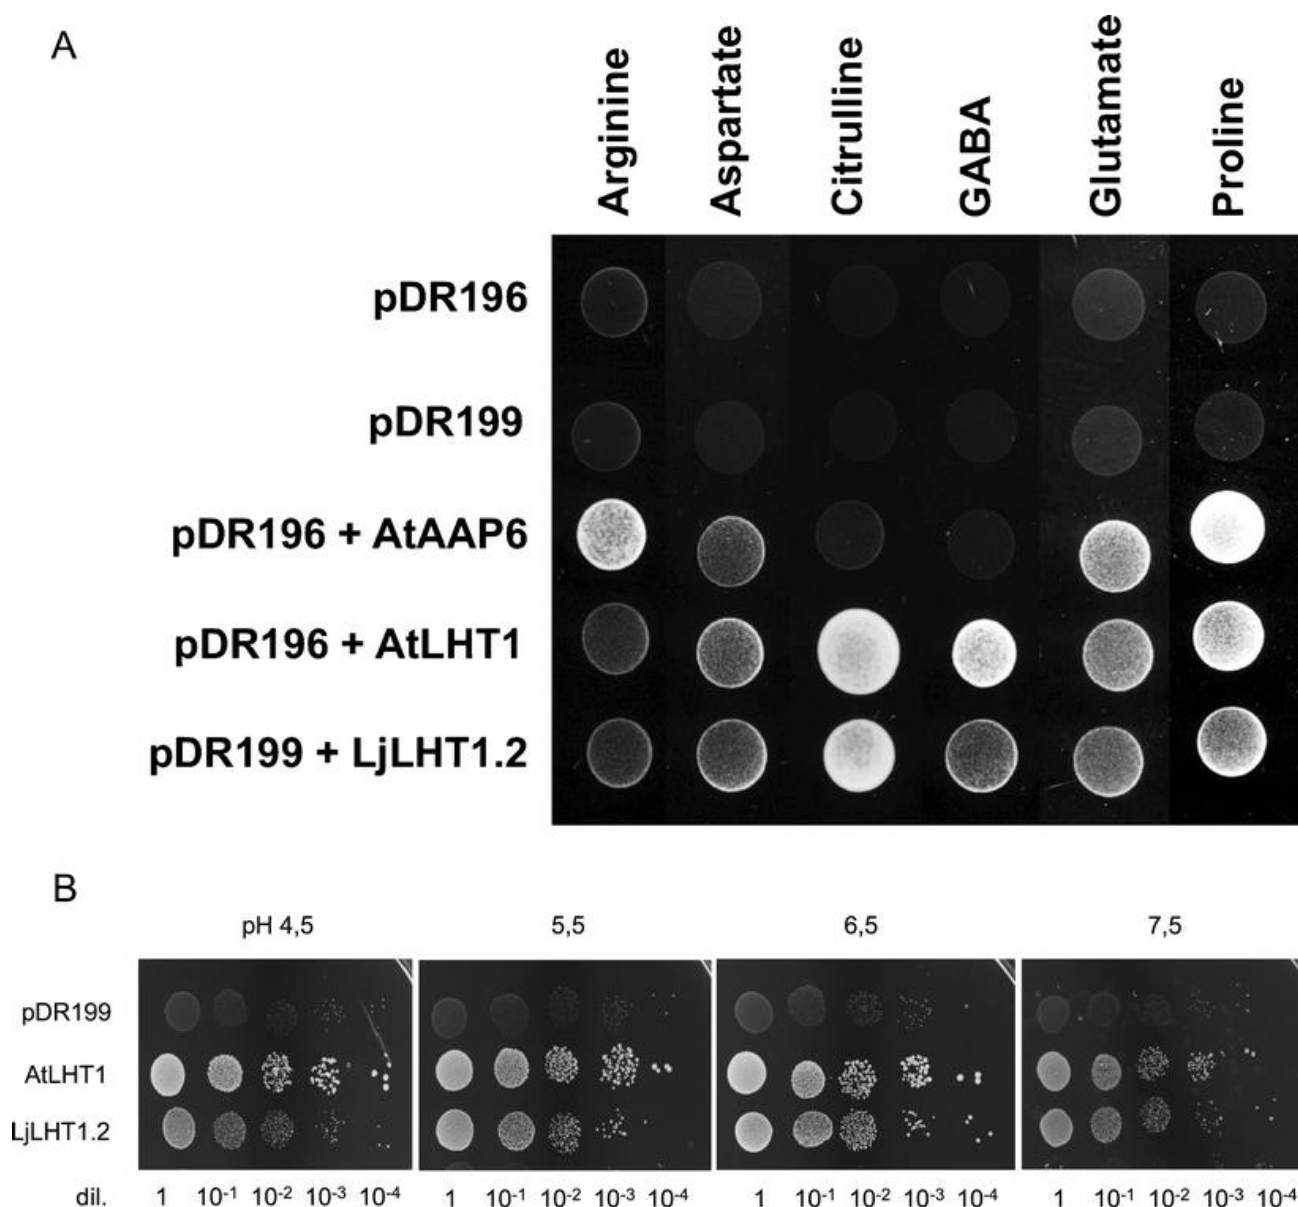 A
Arginine
Aspartate
Citrulline
GABA
Glutamate
Proline
pDR196
pDR199
pDR196 + AtAAP6
pDR196 + AtLHT1
pDR199 + LjLHT1.2
B
pH 4,5 5,5 6,5 7,5
pDR199
AtLHT1
LjLHT1.2
dil. 1 10⁻¹ 10⁻² 10⁻³ 10⁻⁴ 1 10⁻¹ 10⁻² 10⁻³ 10⁻⁴ 1 10⁻¹ 10⁻² 10⁻³ 10⁻⁴ 1 10⁻¹ 10⁻² 10⁻³ 10⁻⁴